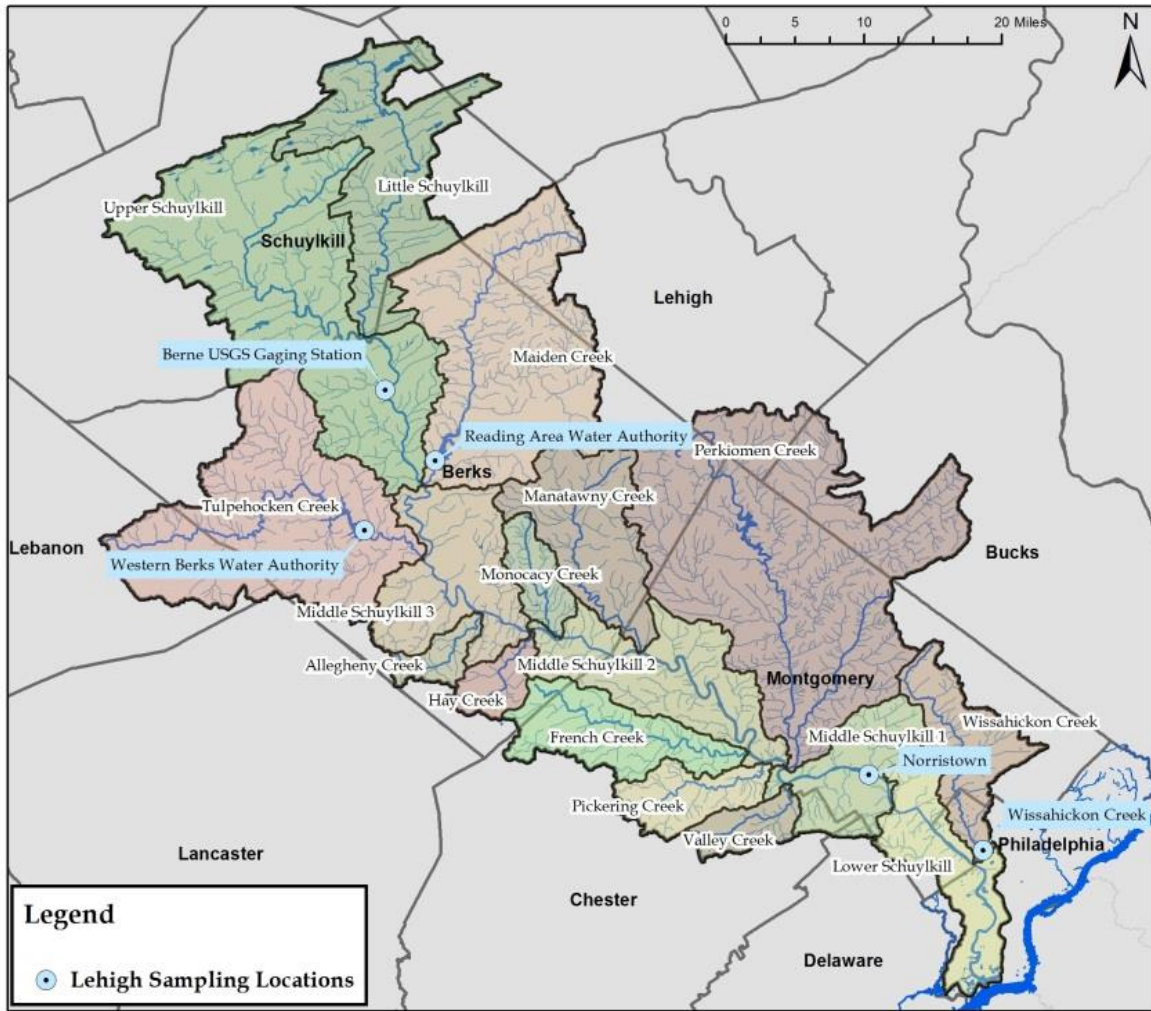 0 5 10 20 Miles
N
Little Schuylkill
Upper Schuylkill
Schuylkill
Lehigh
Berne USGS Gaging Station
Maiden Creek
Reading Area Water Authority
Perkiomen Creek
Berks
Manatawny Creek
Tulpehocken Creek
Lebanon
Bucks
Western Berks Water Authority
Monocacy Creek
Middle Schuylkill 3
Allegheny Creek
Middle Schuylkill 2
Montgomery
Hay Creek
Wissahickon Creek
French Creek
Middle Schuylkill 1
Norristown
Pickering Creek
Wissahickon Creek
Valley Creek
Philadelphia
Lancaster
Lower Schuylkill
Chester
Delaware
Legend
Lehigh Sampling Locations